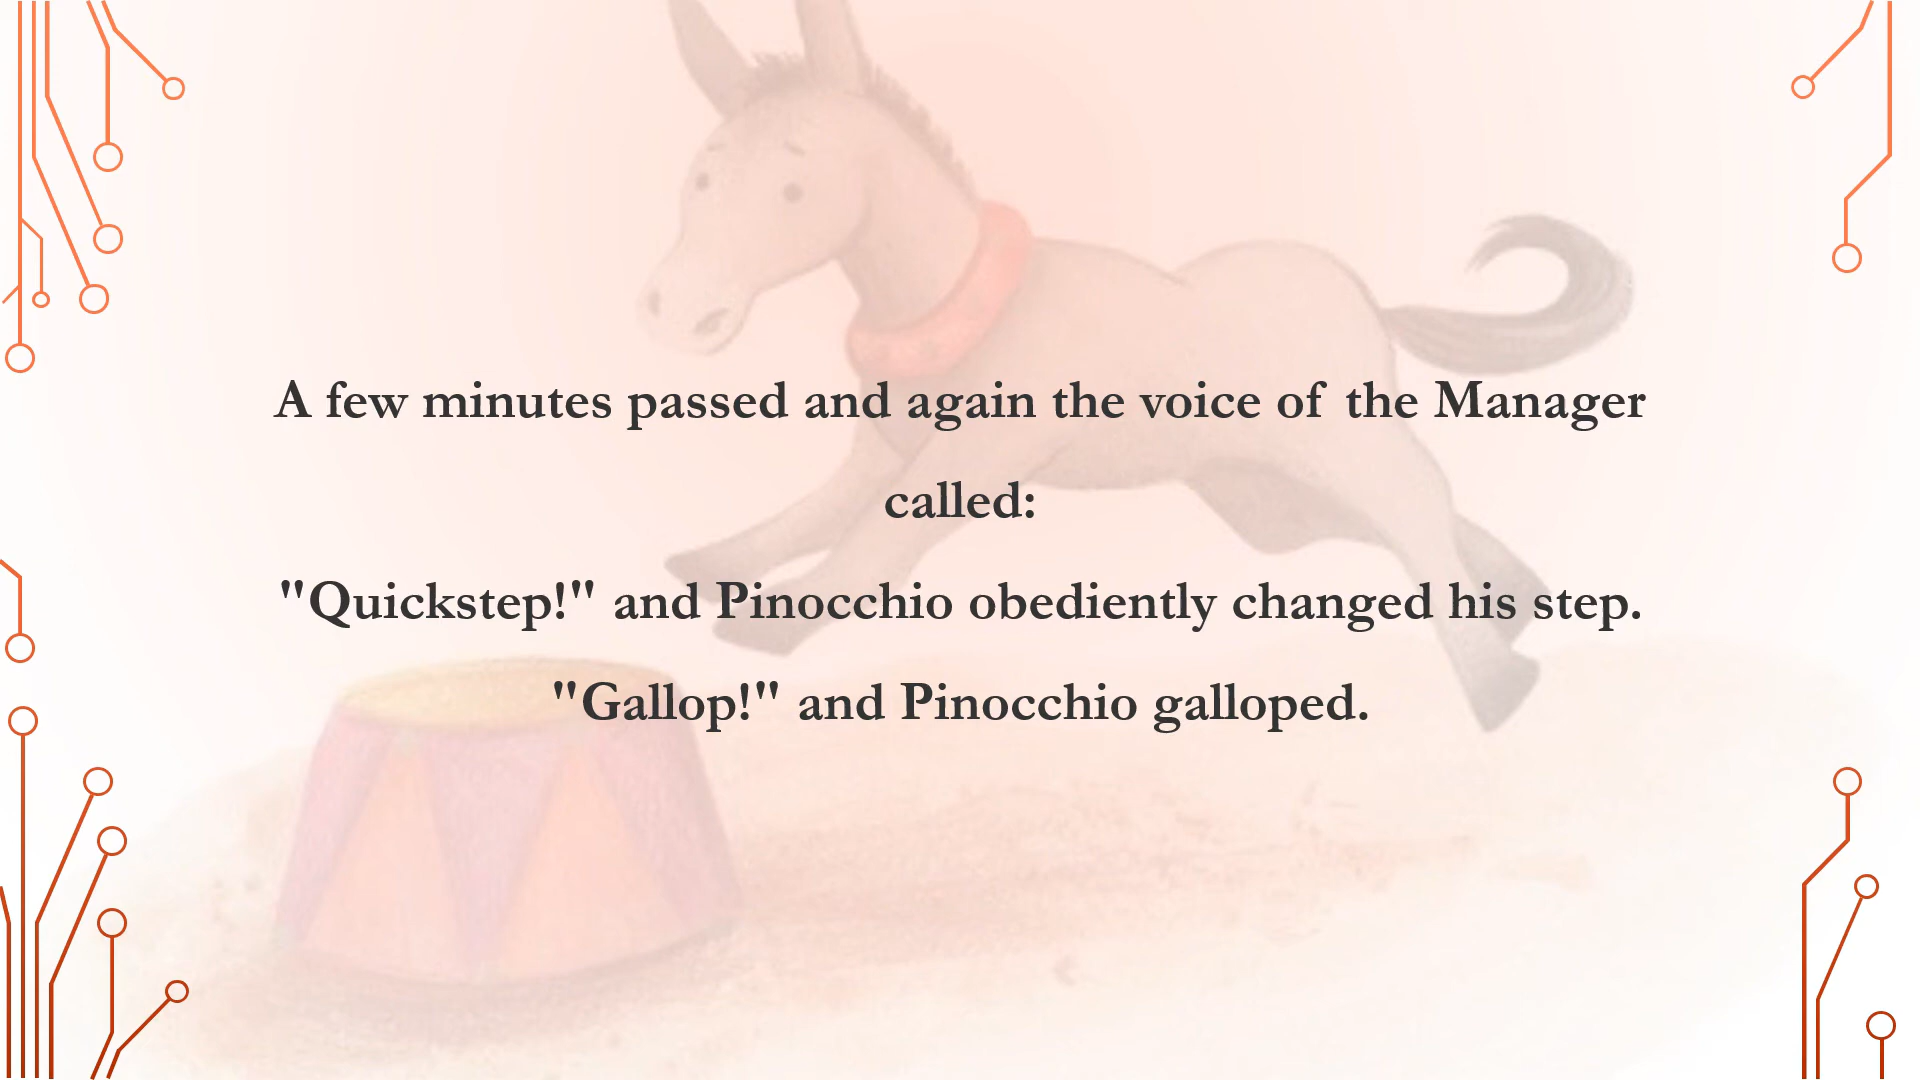 A few minutes passed and again the voice of the Manager
called:
"Quickstep!" and Pinocchio obediently changed his step.
"Gallop!" and Pinocchio galloped.